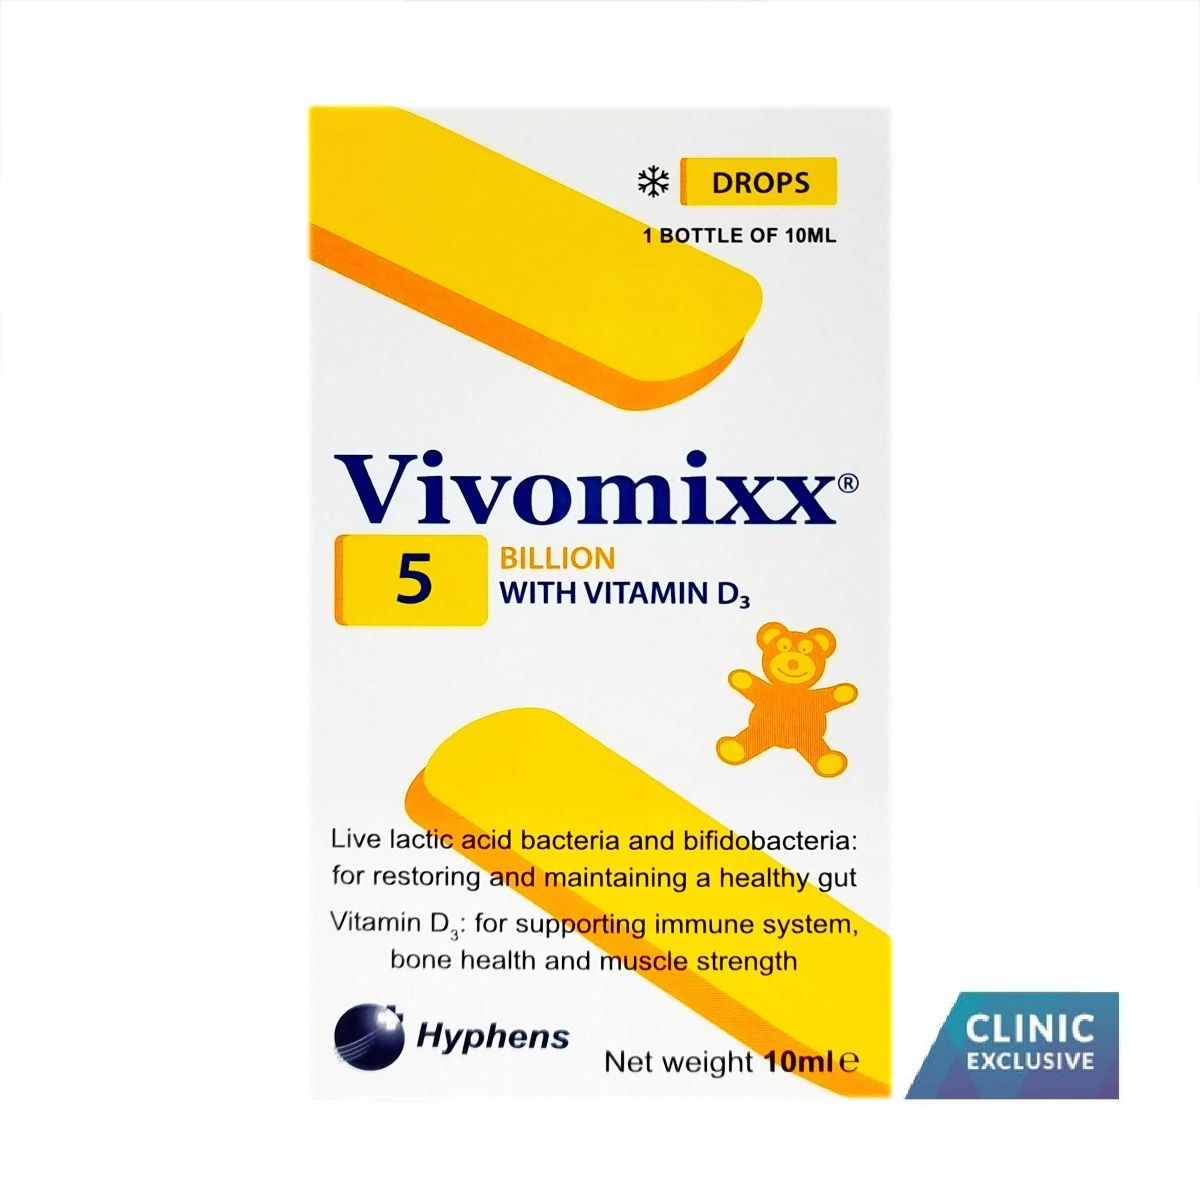 DROPS
1 BOTTLE OF 10ML
Vivomixx®
5 BILLION
WITH VITAMIN D₃
Live lactic acid bacteria and bifidobacteria:
for restoring and maintaining a healthy gut
Vitamin D₃: for supporting immune system,
bone health and muscle strength
Hyphens
Net weight 10ml ℮
CLINIC
EXCLUSIVE